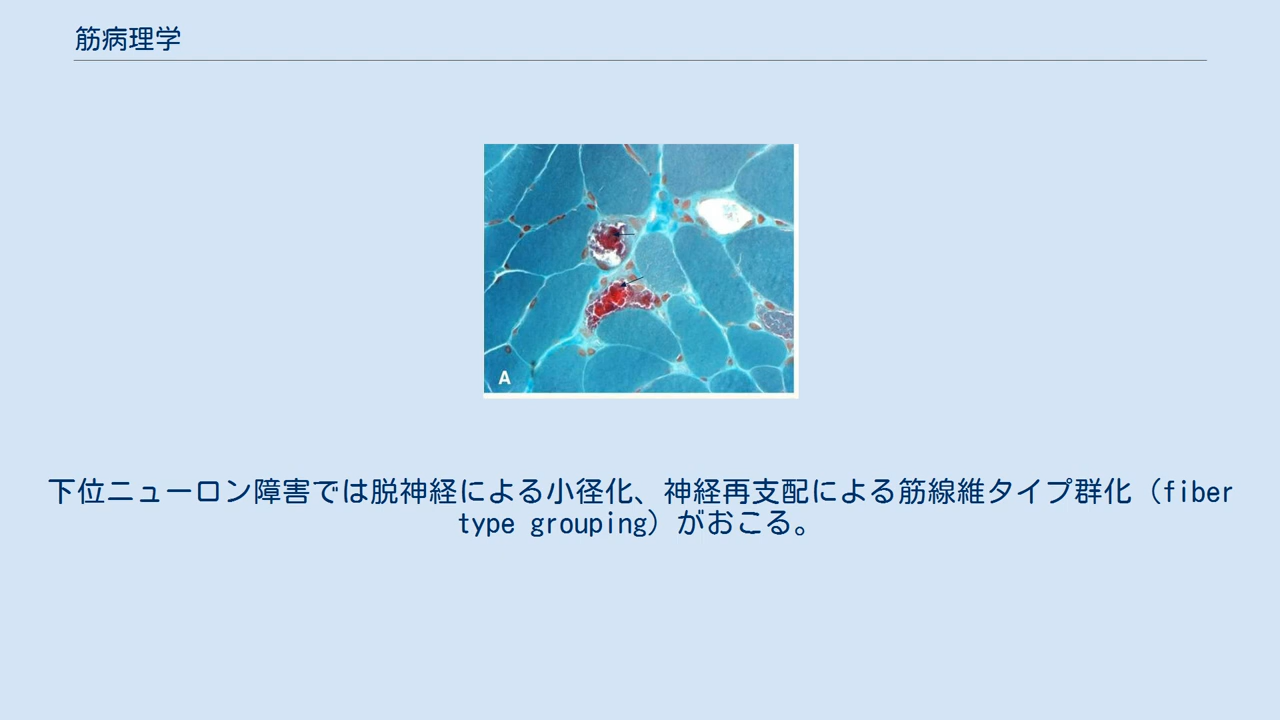 筋病理学
A
下位ニューロン障害では脱神経による小径化、神経再支配による筋線維タイプ群化（fiber
type grouping）がおこる。